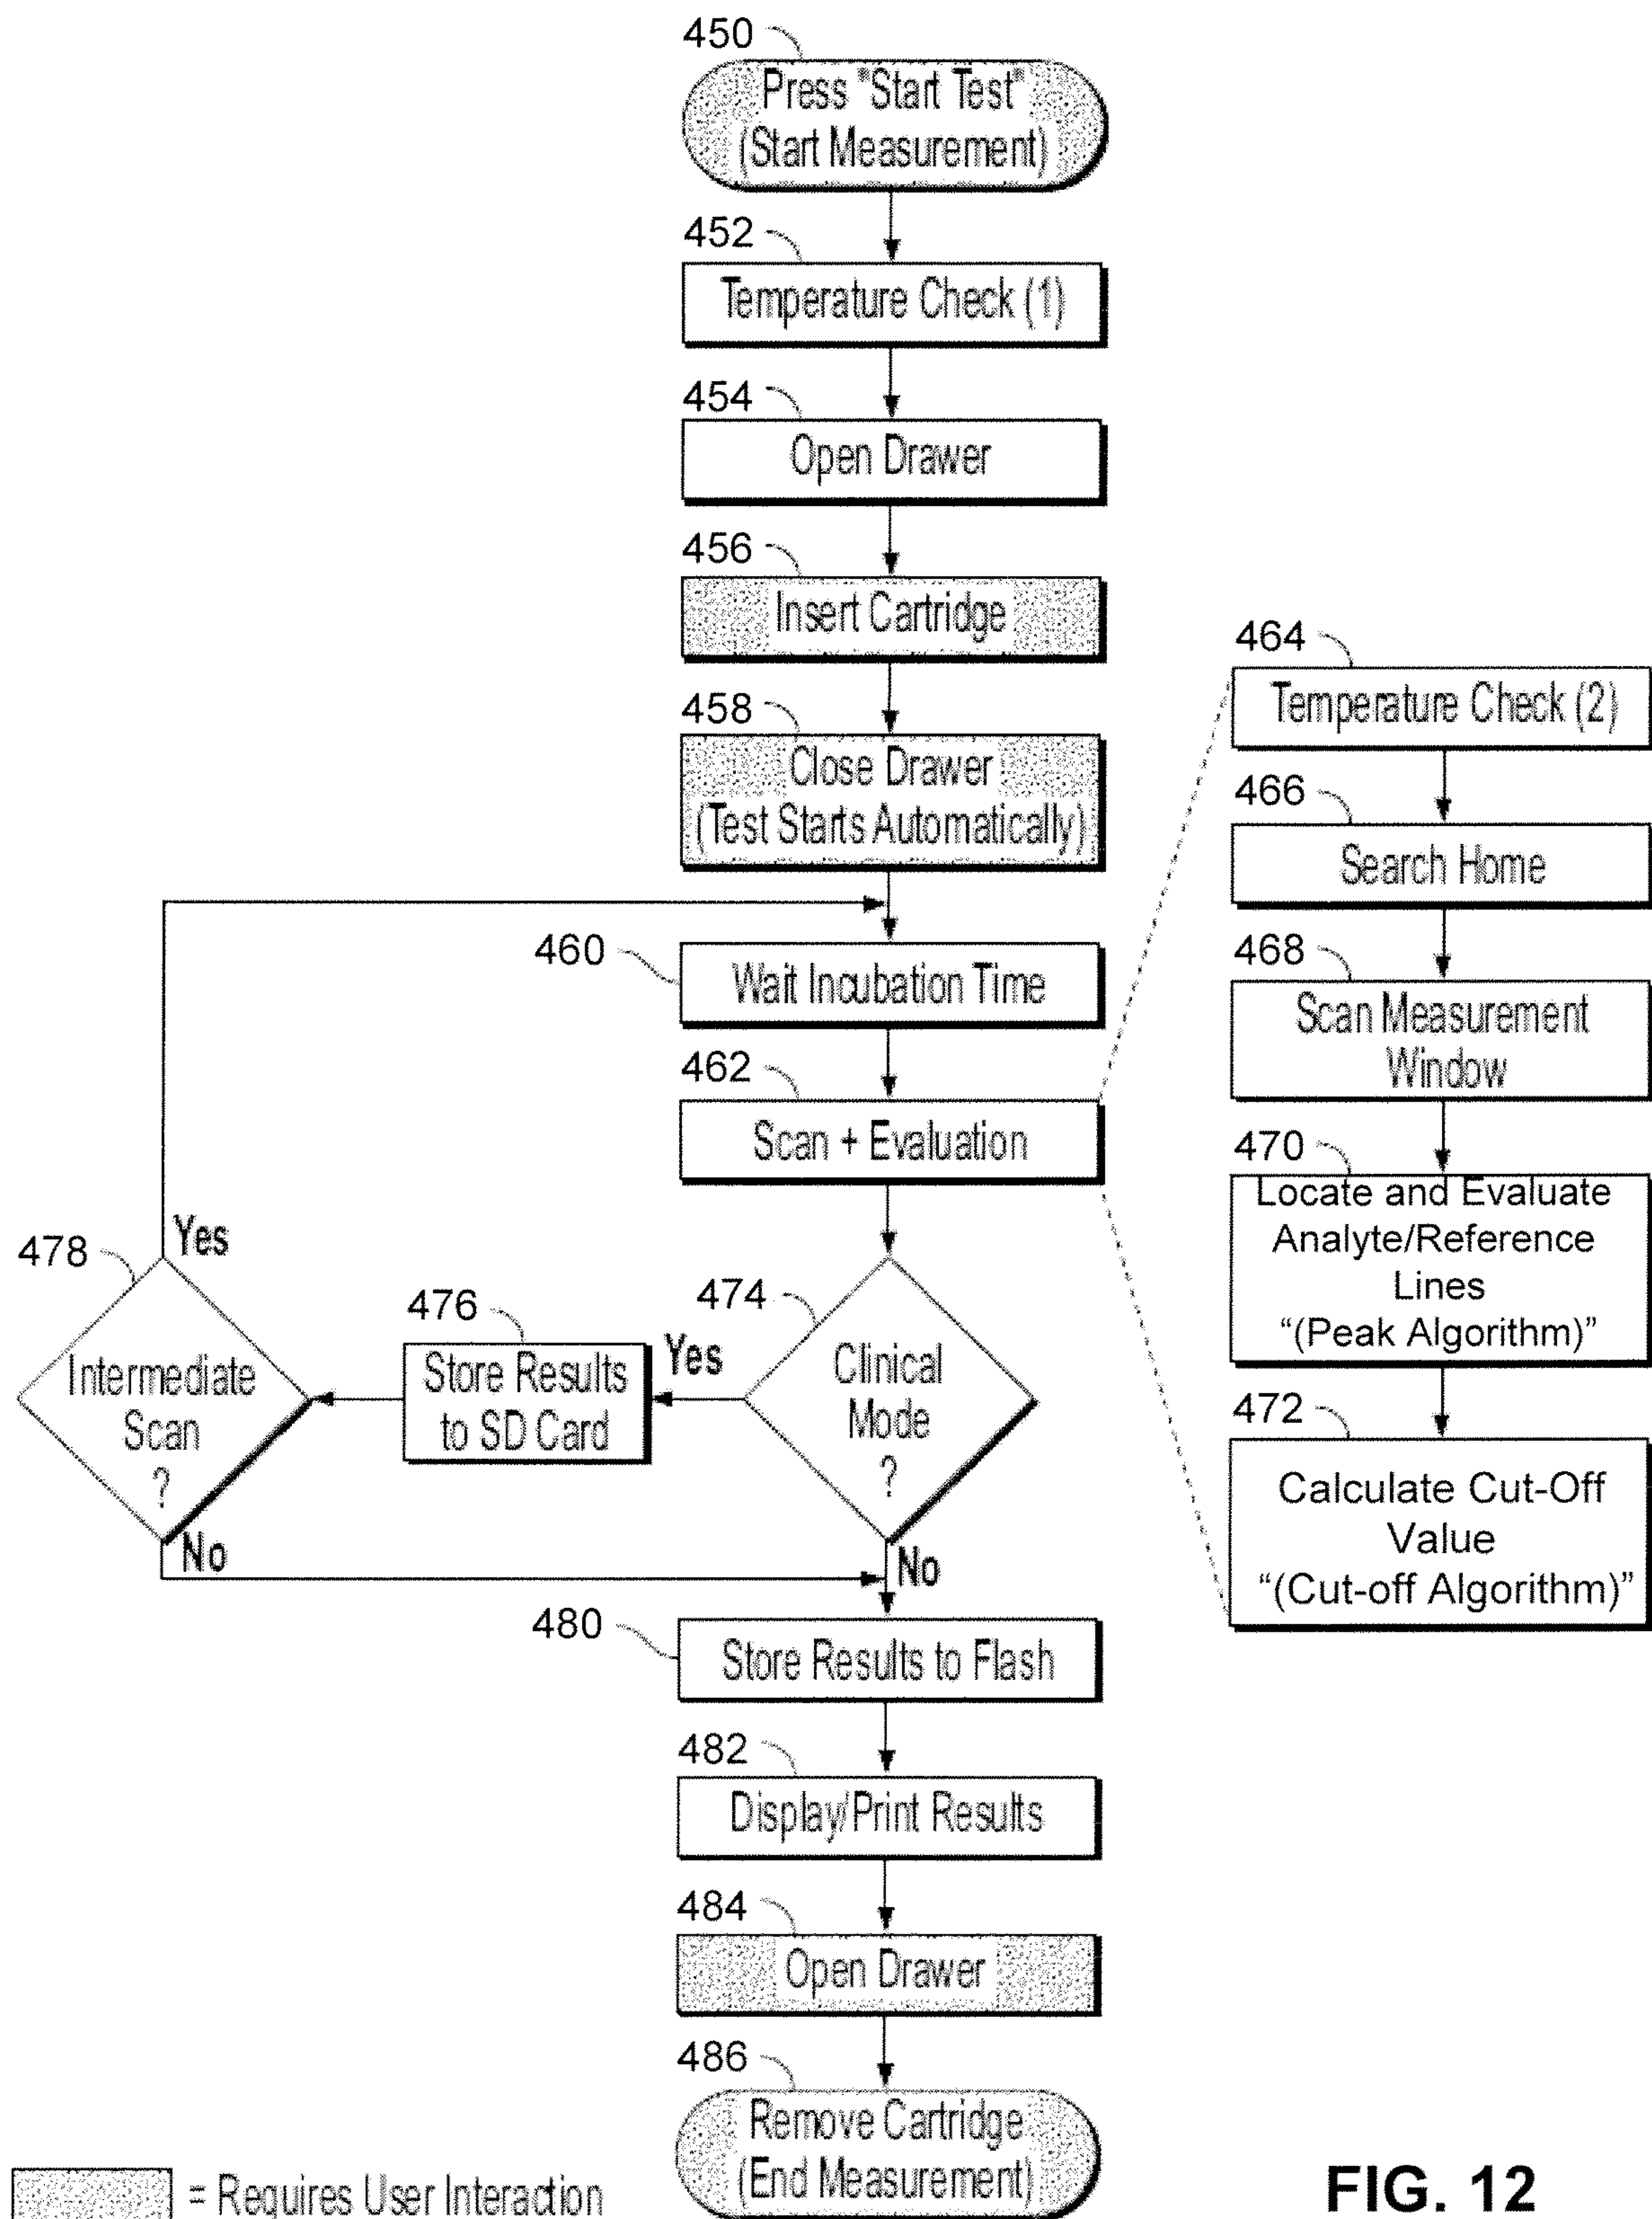 450
Press "Start Test"
(Start Measurement)
452
Temperature Check (1)
454
Open Drawer
456
Insert Cartridge
458
Close Drawer
(Test Starts Automatically)
460
Wait Incubation Time
462
Scan + Evaluation
464
Temperature Check (2)
466
Search Home
468
Scan Measurement
Window
470
Locate and Evaluate
Analyte/Reference
Lines
“(Peak Algorithm)”
472
Calculate Cut-Off
Value
“(Cut-off Algorithm)”
474
Clinical
Mode
?
Yes
No
476
Store Results
to SD Card
478
Intermediate
Scan
?
Yes
No
480
Store Results to Flash
482
Display/Print Results
484
Open Drawer
486
Remove Cartridge
(End Measurement)
= Requires User Interaction
FIG. 12